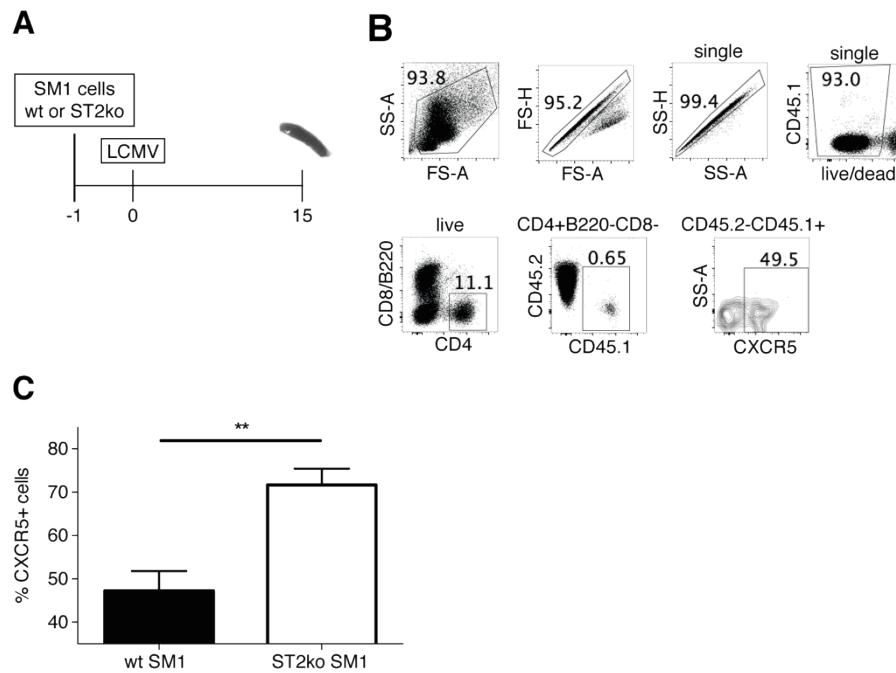 A
SM1 cells
wt or ST2ko
LCMV
-1
0
15
B
93.8
SS-A
FS-A
95.2
FS-H
FS-A
single
99.4
SS-H
SS-A
single
93.0
CD45.1
live/dead
live
11.1
CD8/B220
CD4
CD4+B220-CD8-
0.65
CD45.2
CD45.1
CD45.2-CD45.1+
49.5
SS-A
CXCR5
C
**
% CXCR5+ cells
80
70
60
50
40
wt SM1
ST2ko SM1